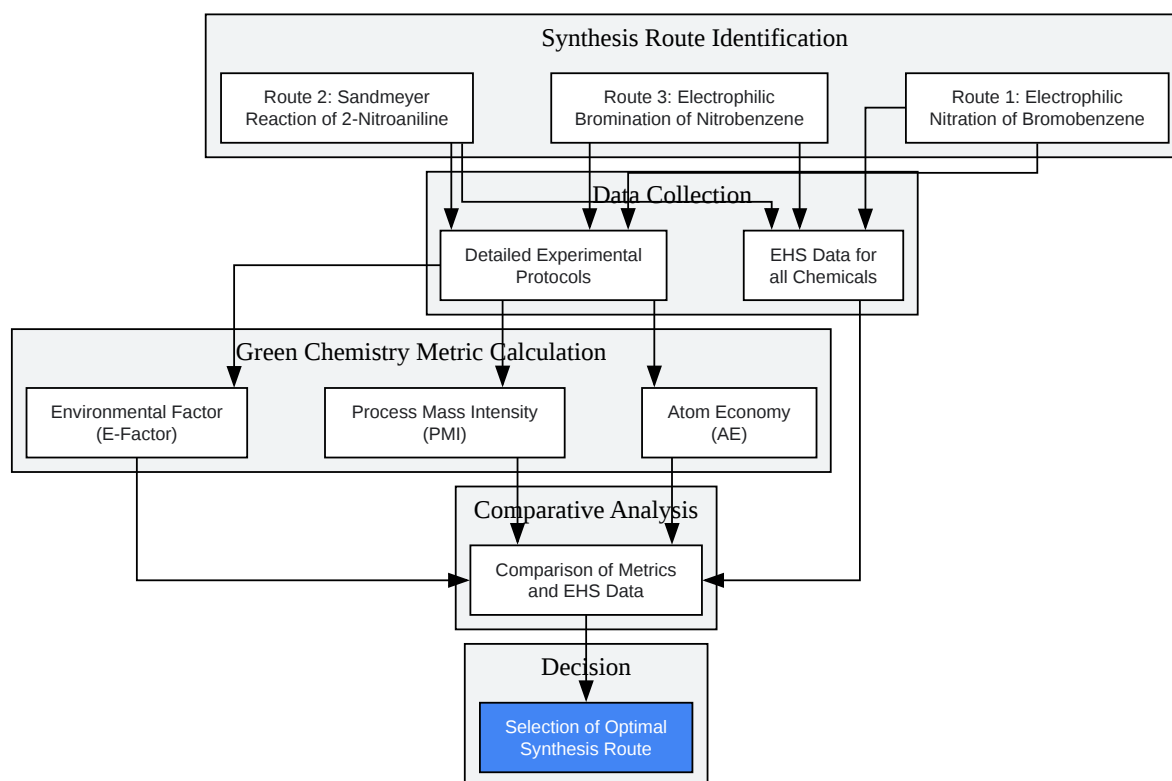 Synthesis Route Identification
Route 2: Sandmeyer
Reaction of 2-Nitroaniline
Route 3: Electrophilic
Bromination of Nitrobenzene
Route 1: Electrophilic
Nitration of Bromobenzene
Data Collection
Detailed Experimental
Protocols
EHS Data for
all Chemicals
Green Chemistry Metric Calculation
Environmental Factor
(E-Factor)
Process Mass Intensity
(PMI)
Atom Economy
(AE)
Comparative Analysis
Comparison of Metrics
and EHS Data
Decision
Selection of Optimal
Synthesis Route